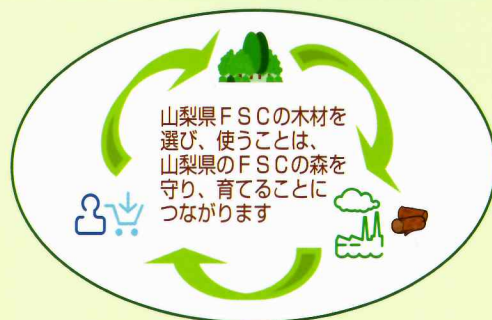 山梨県ＦＳＣの木材を
選び、使うことは、
山梨県のＦＳＣの森を
守り、育てることに
つながります